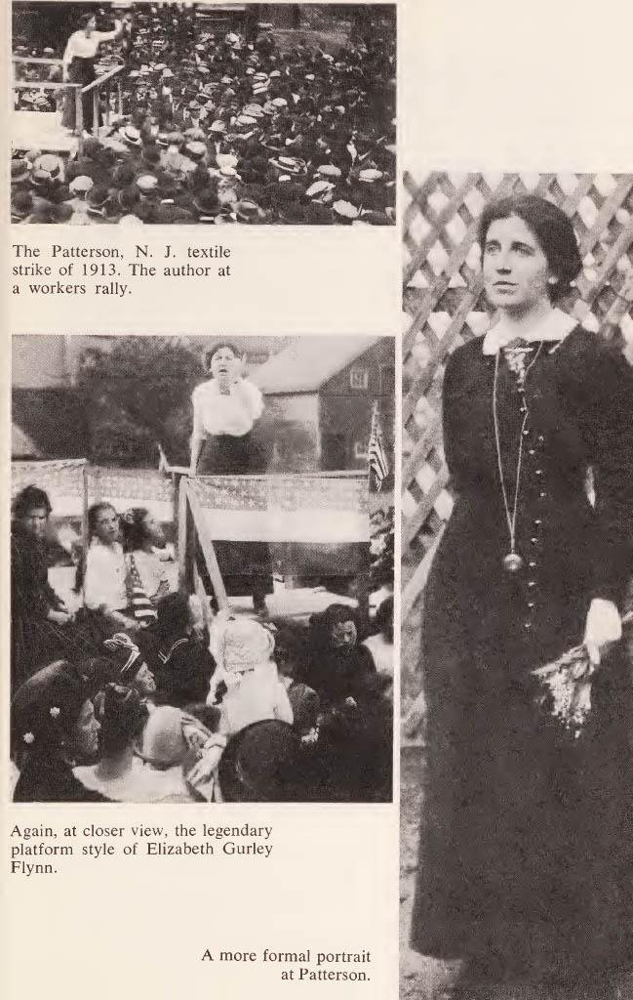 The Patterson, N. J. textile
strike of 1913. The author at
a workers rally.
Again, at closer view, the legendary
platform style of Elizabeth Gurley
Flynn.
A more formal portrait
at Patterson.